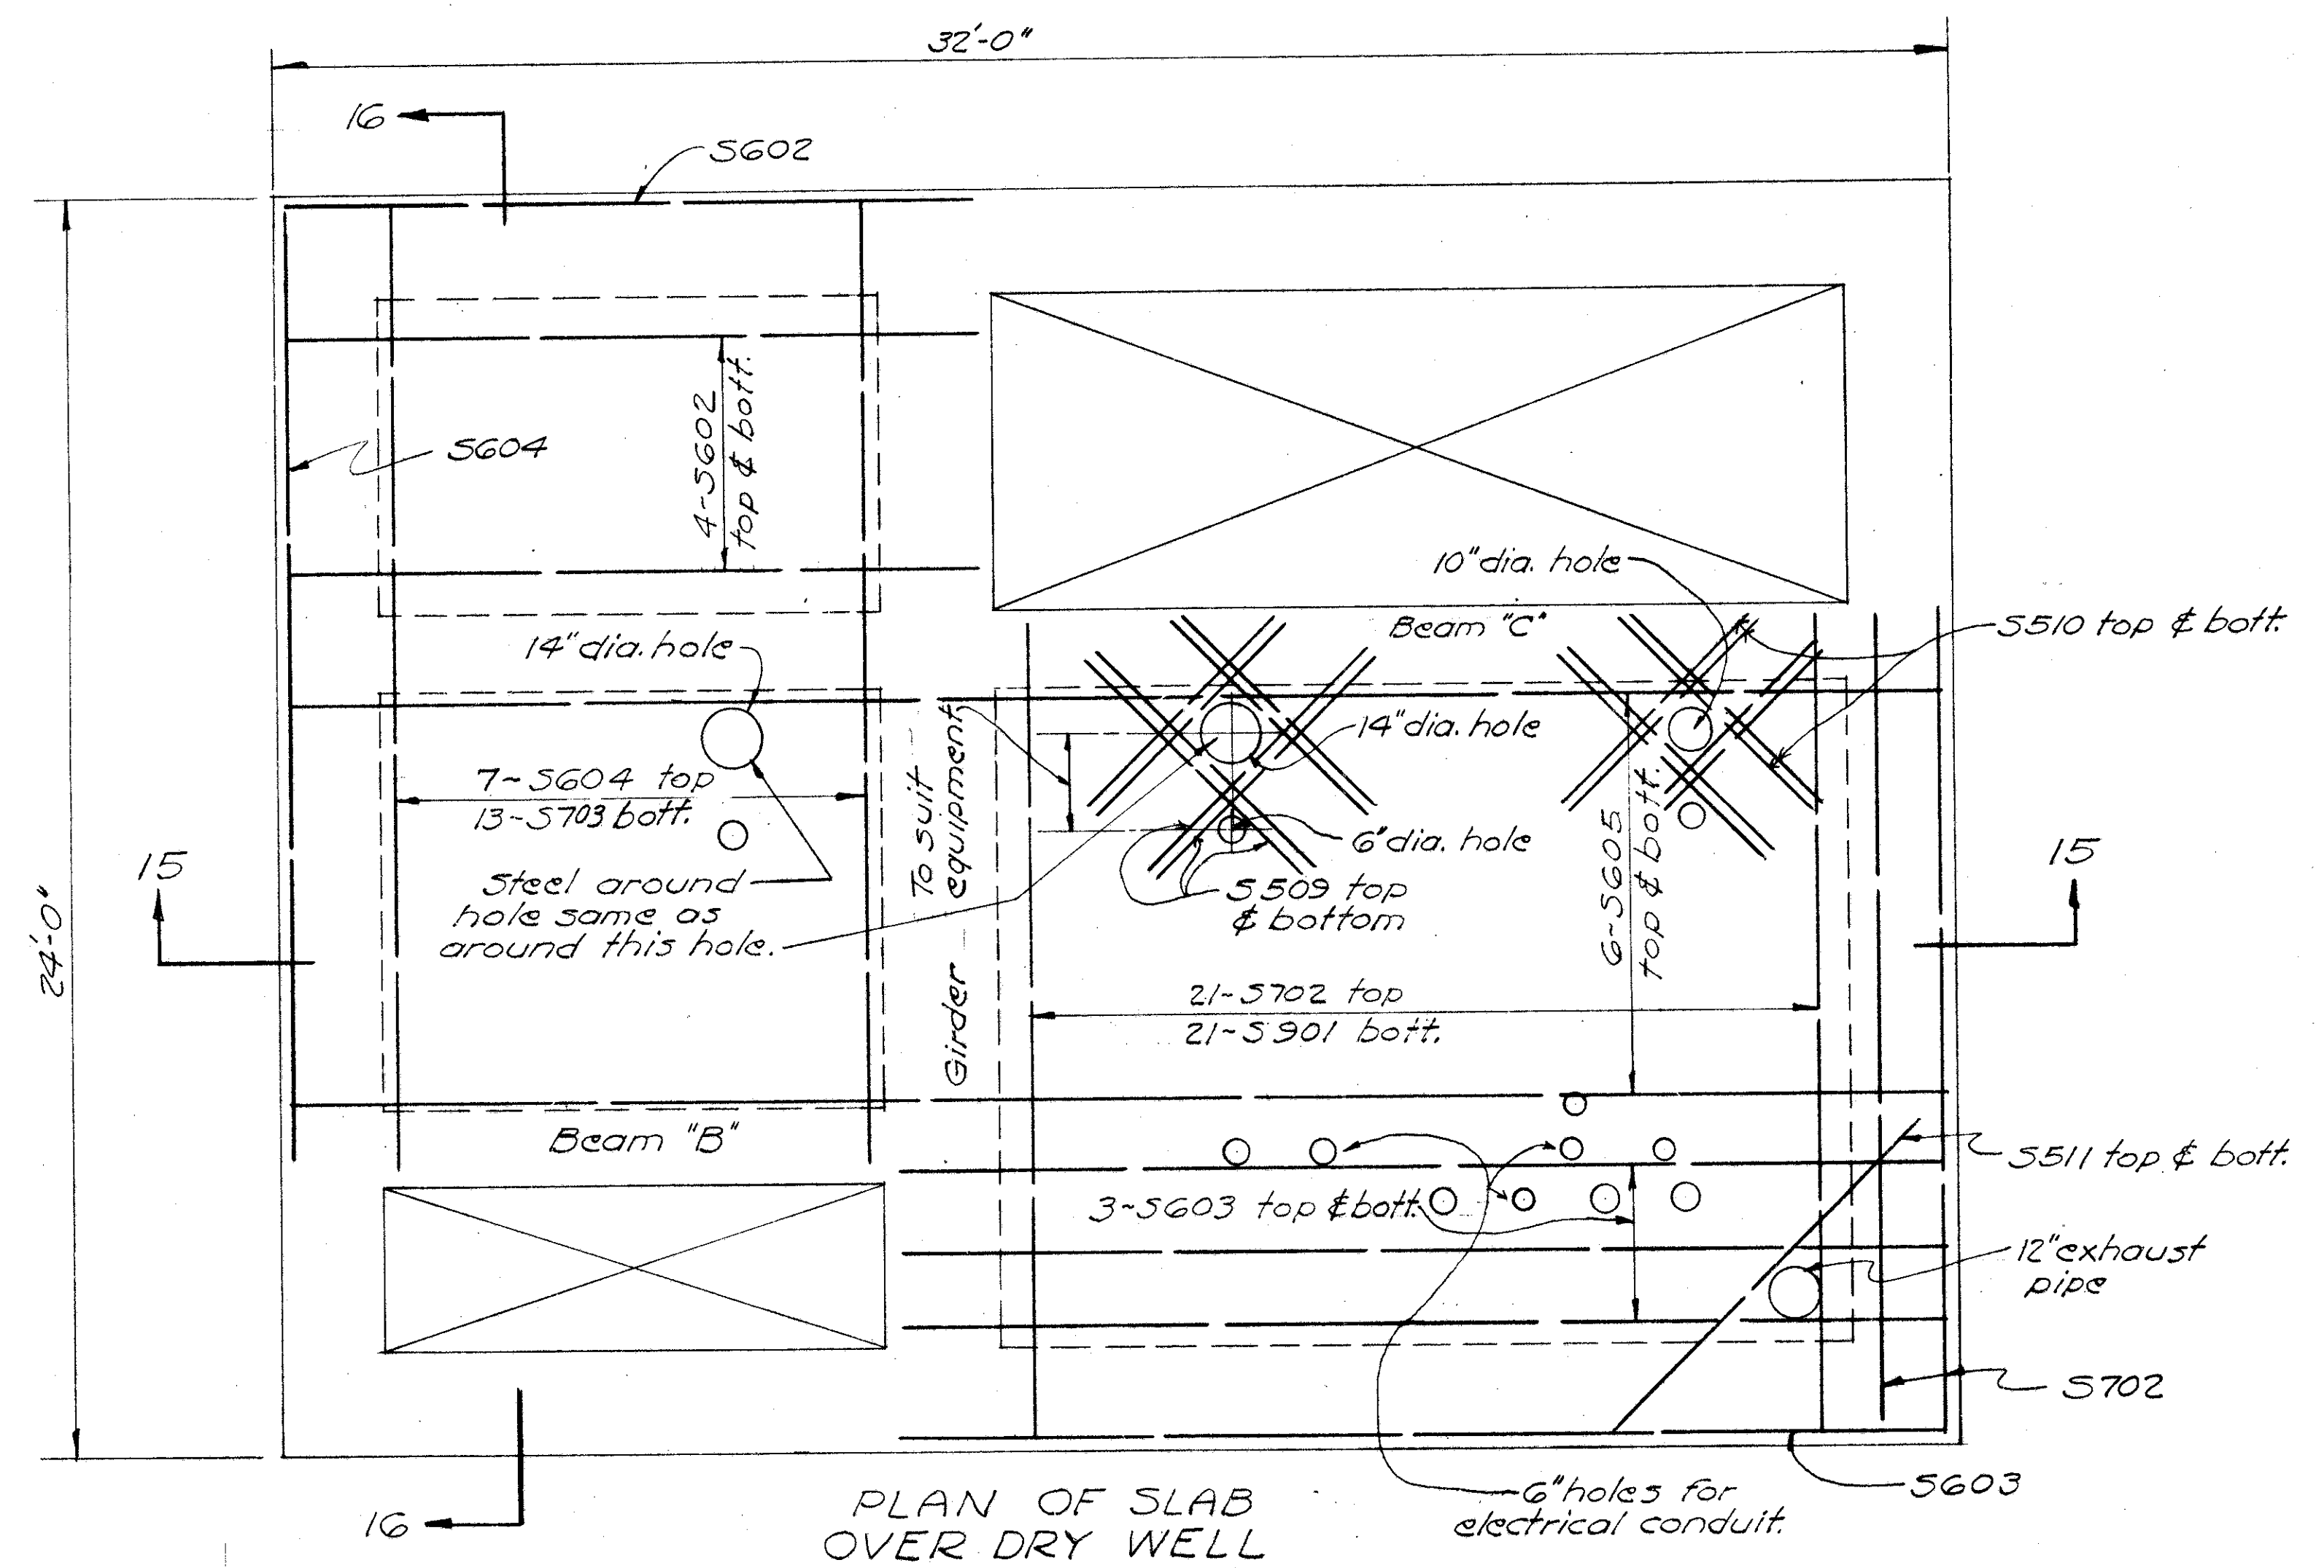 32'-0"
16
S602
S604
4-S602
top & bott.
10" dia. hole
Beam "C"
S510 top & bott.
14" dia. hole
14" dia. hole
7-S604 top
13-S703 bott.
To suit
equipment
6" dia. hole
15
15
Steel around
hole same as
around this hole.
S509 top
& bottom
6-S605
top & bott.
24'-0"
Girder
21-S702 top
21-S901 bott.
Beam "B"
S511 top & bott.
3-S603 top & bott.
12" exhaust
pipe
S702
S603
6" holes for
electrical conduit.
16
PLAN OF SLAB
OVER DRY WELL